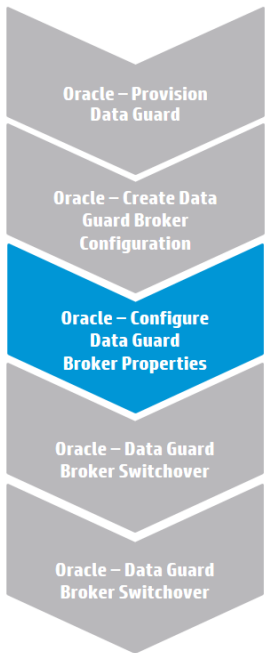 Oracle – Provision
Data Guard
Oracle – Create Data
Guard Broker
Configuration
Oracle – Configure
Data Guard
Broker Properties
Oracle – Data Guard
Broker Switchover
Oracle – Data Guard
Broker Switchover